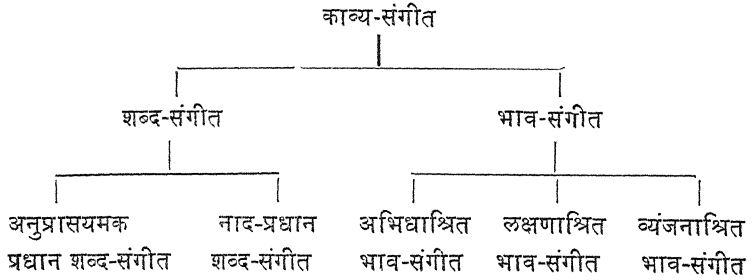 काव्य-संगीत
शब्द-संगीत
भाव-संगीत
अनुप्रासयमक
प्रधान शब्द-संगीत
नाद-प्रधान
शब्द-संगीत
अभिधाश्रित
भाव-संगीत
लक्षणाश्रित
भाव-संगीत
व्यंजनाश्रित
भाव-संगीत